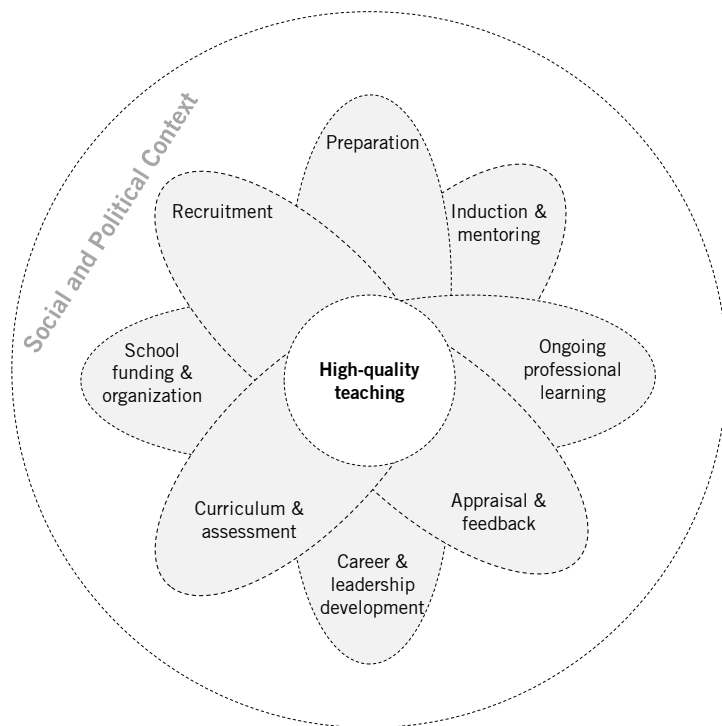 Social and Political Context
Preparation
Recruitment
Induction &
mentoring
School
funding &
organization
High-quality
teaching
Ongoing
professional
learning
Curriculum &
assessment
Appraisal &
feedback
Career &
leadership
development